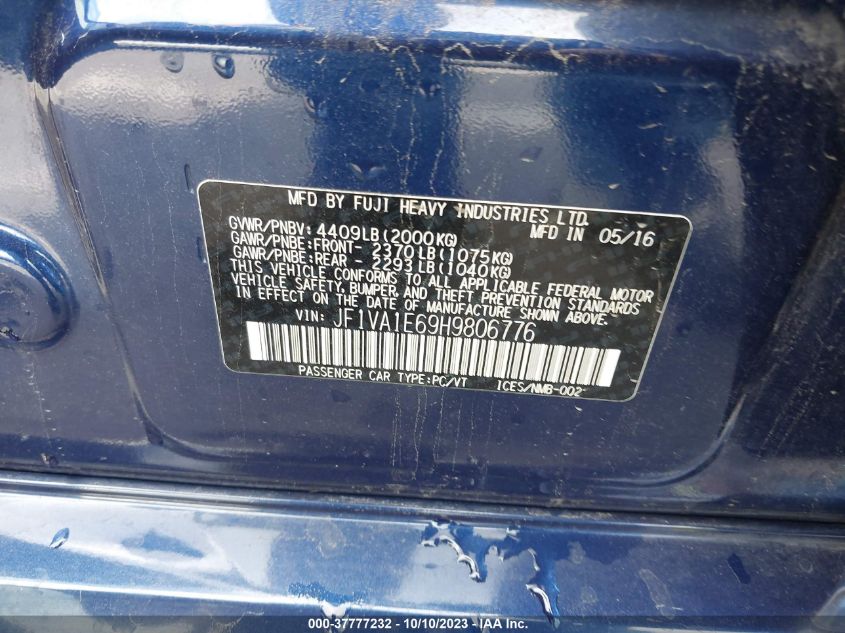 MFD BY FUJI HEAVY INDUSTRIES LTD.
GVWR/PNBV: 4409LB(2000KG) MFD IN 05/16
GAWR/PNBE:FRONT- 2370LB(1075KG)
GAWR/PNBE:REAR - 2293LB(1040KG)
THIS VEHICLE CONFORMS TO ALL APPLICABLE FEDERAL MOTOR
VEHICLE SAFETY, BUMPER, AND THEFT PREVENTION STANDARDS
IN EFFECT ON THE DATE OF MANUFACTURE SHOWN ABOVE.
VIN: JF1VA1E69H9806776
PASSENGER CAR TYPE:PC/VT ICES/NMB-002
000-37777232 - 10/10/2023 - IAA Inc.